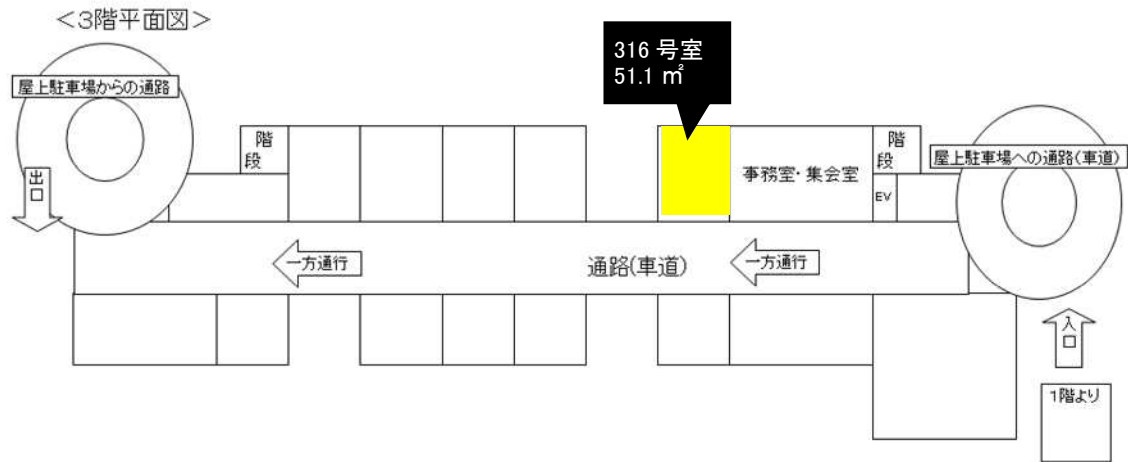 <3階平面図>
316 号室
51.1 ㎡
屋上駐車場からの通路
階
段
事務室・集会室
階
段
屋上駐車場への通路(車道)
出
口
EV
一方通行
通路(車道)
一方通行
入
口
1階より